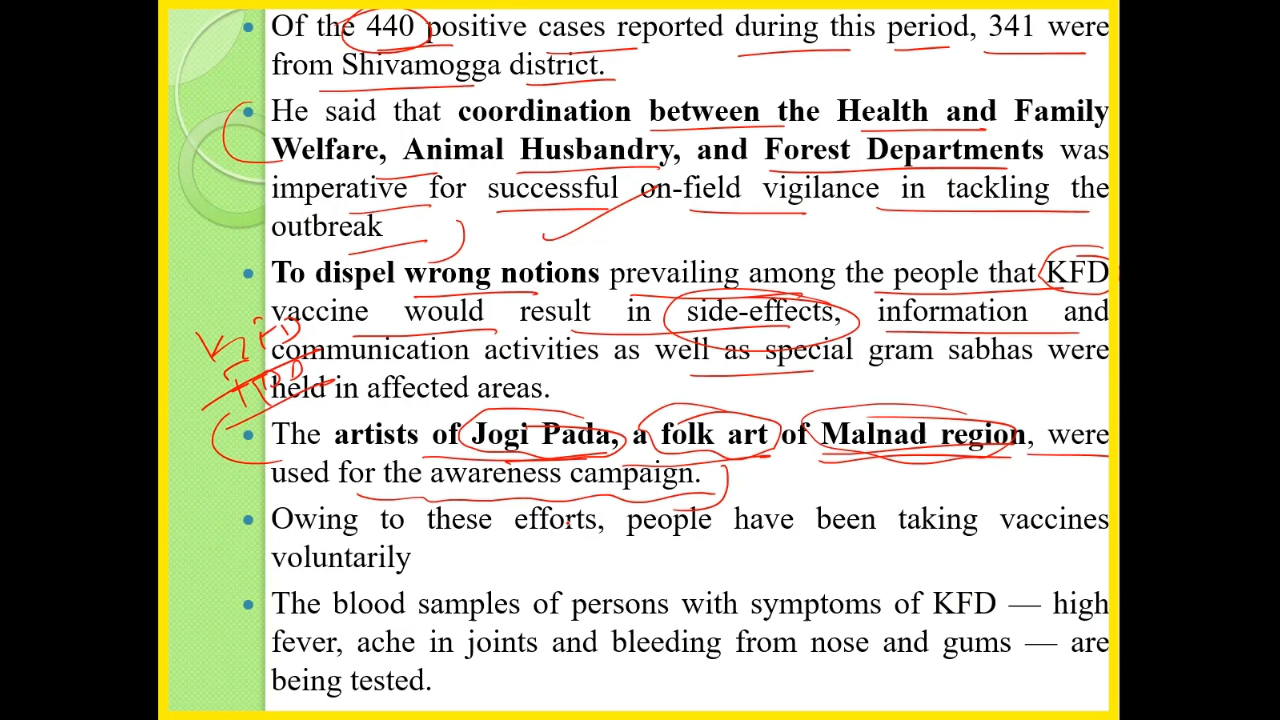 Of the 440 positive cases reported during this period, 341 were
from Shivamogga district.
He said that coordination between the Health and Family
Welfare, Animal Husbandry, and Forest Departments was
imperative for successful on-field vigilance in tackling the
outbreak
To dispel wrong notions prevailing among the people that KFD
vaccine would result in side-effects, information and
communication activities as well as special gram sabhas were
held in affected areas.
KFD
The artists of Jogi Pada, a folk art of Malnad region, were
used for the awareness campaign.
Owing to these efforts, people have been taking vaccines
voluntarily
The blood samples of persons with symptoms of KFD — high
fever, ache in joints and bleeding from nose and gums — are
being tested.